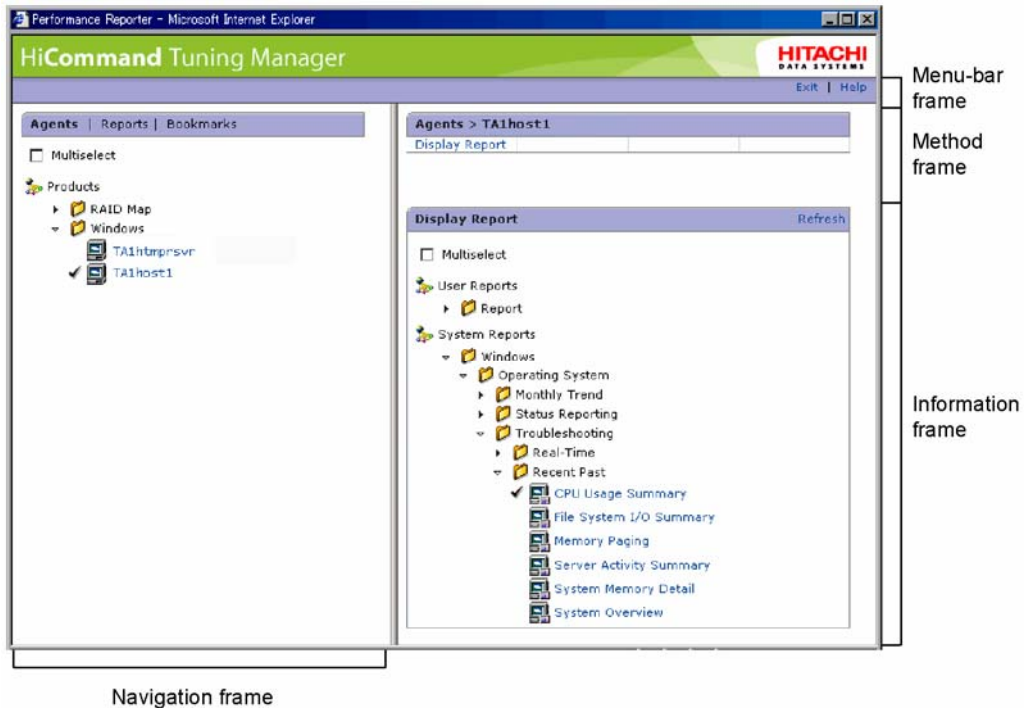 Performance Reporter - Microsoft Internet Explorer
HiCommand Tuning Manager
HITACHI
DATA SYSTEMS
Exit | Help
Menu-bar
frame
Agents | Reports | Bookmarks
Multiselect
Products
RAID Map
Windows
TA1htmprsvr
TA1host1
Agents > TA1host1
Display Report
Method
frame
Display Report Refresh
Multiselect
User Reports
Report
System Reports
Windows
Operating System
Monthly Trend
Status Reporting
Troubleshooting
Real-Time
Recent Past
CPU Usage Summary
File System I/O Summary
Memory Paging
Server Activity Summary
System Memory Detail
System Overview
Information
frame
Navigation frame